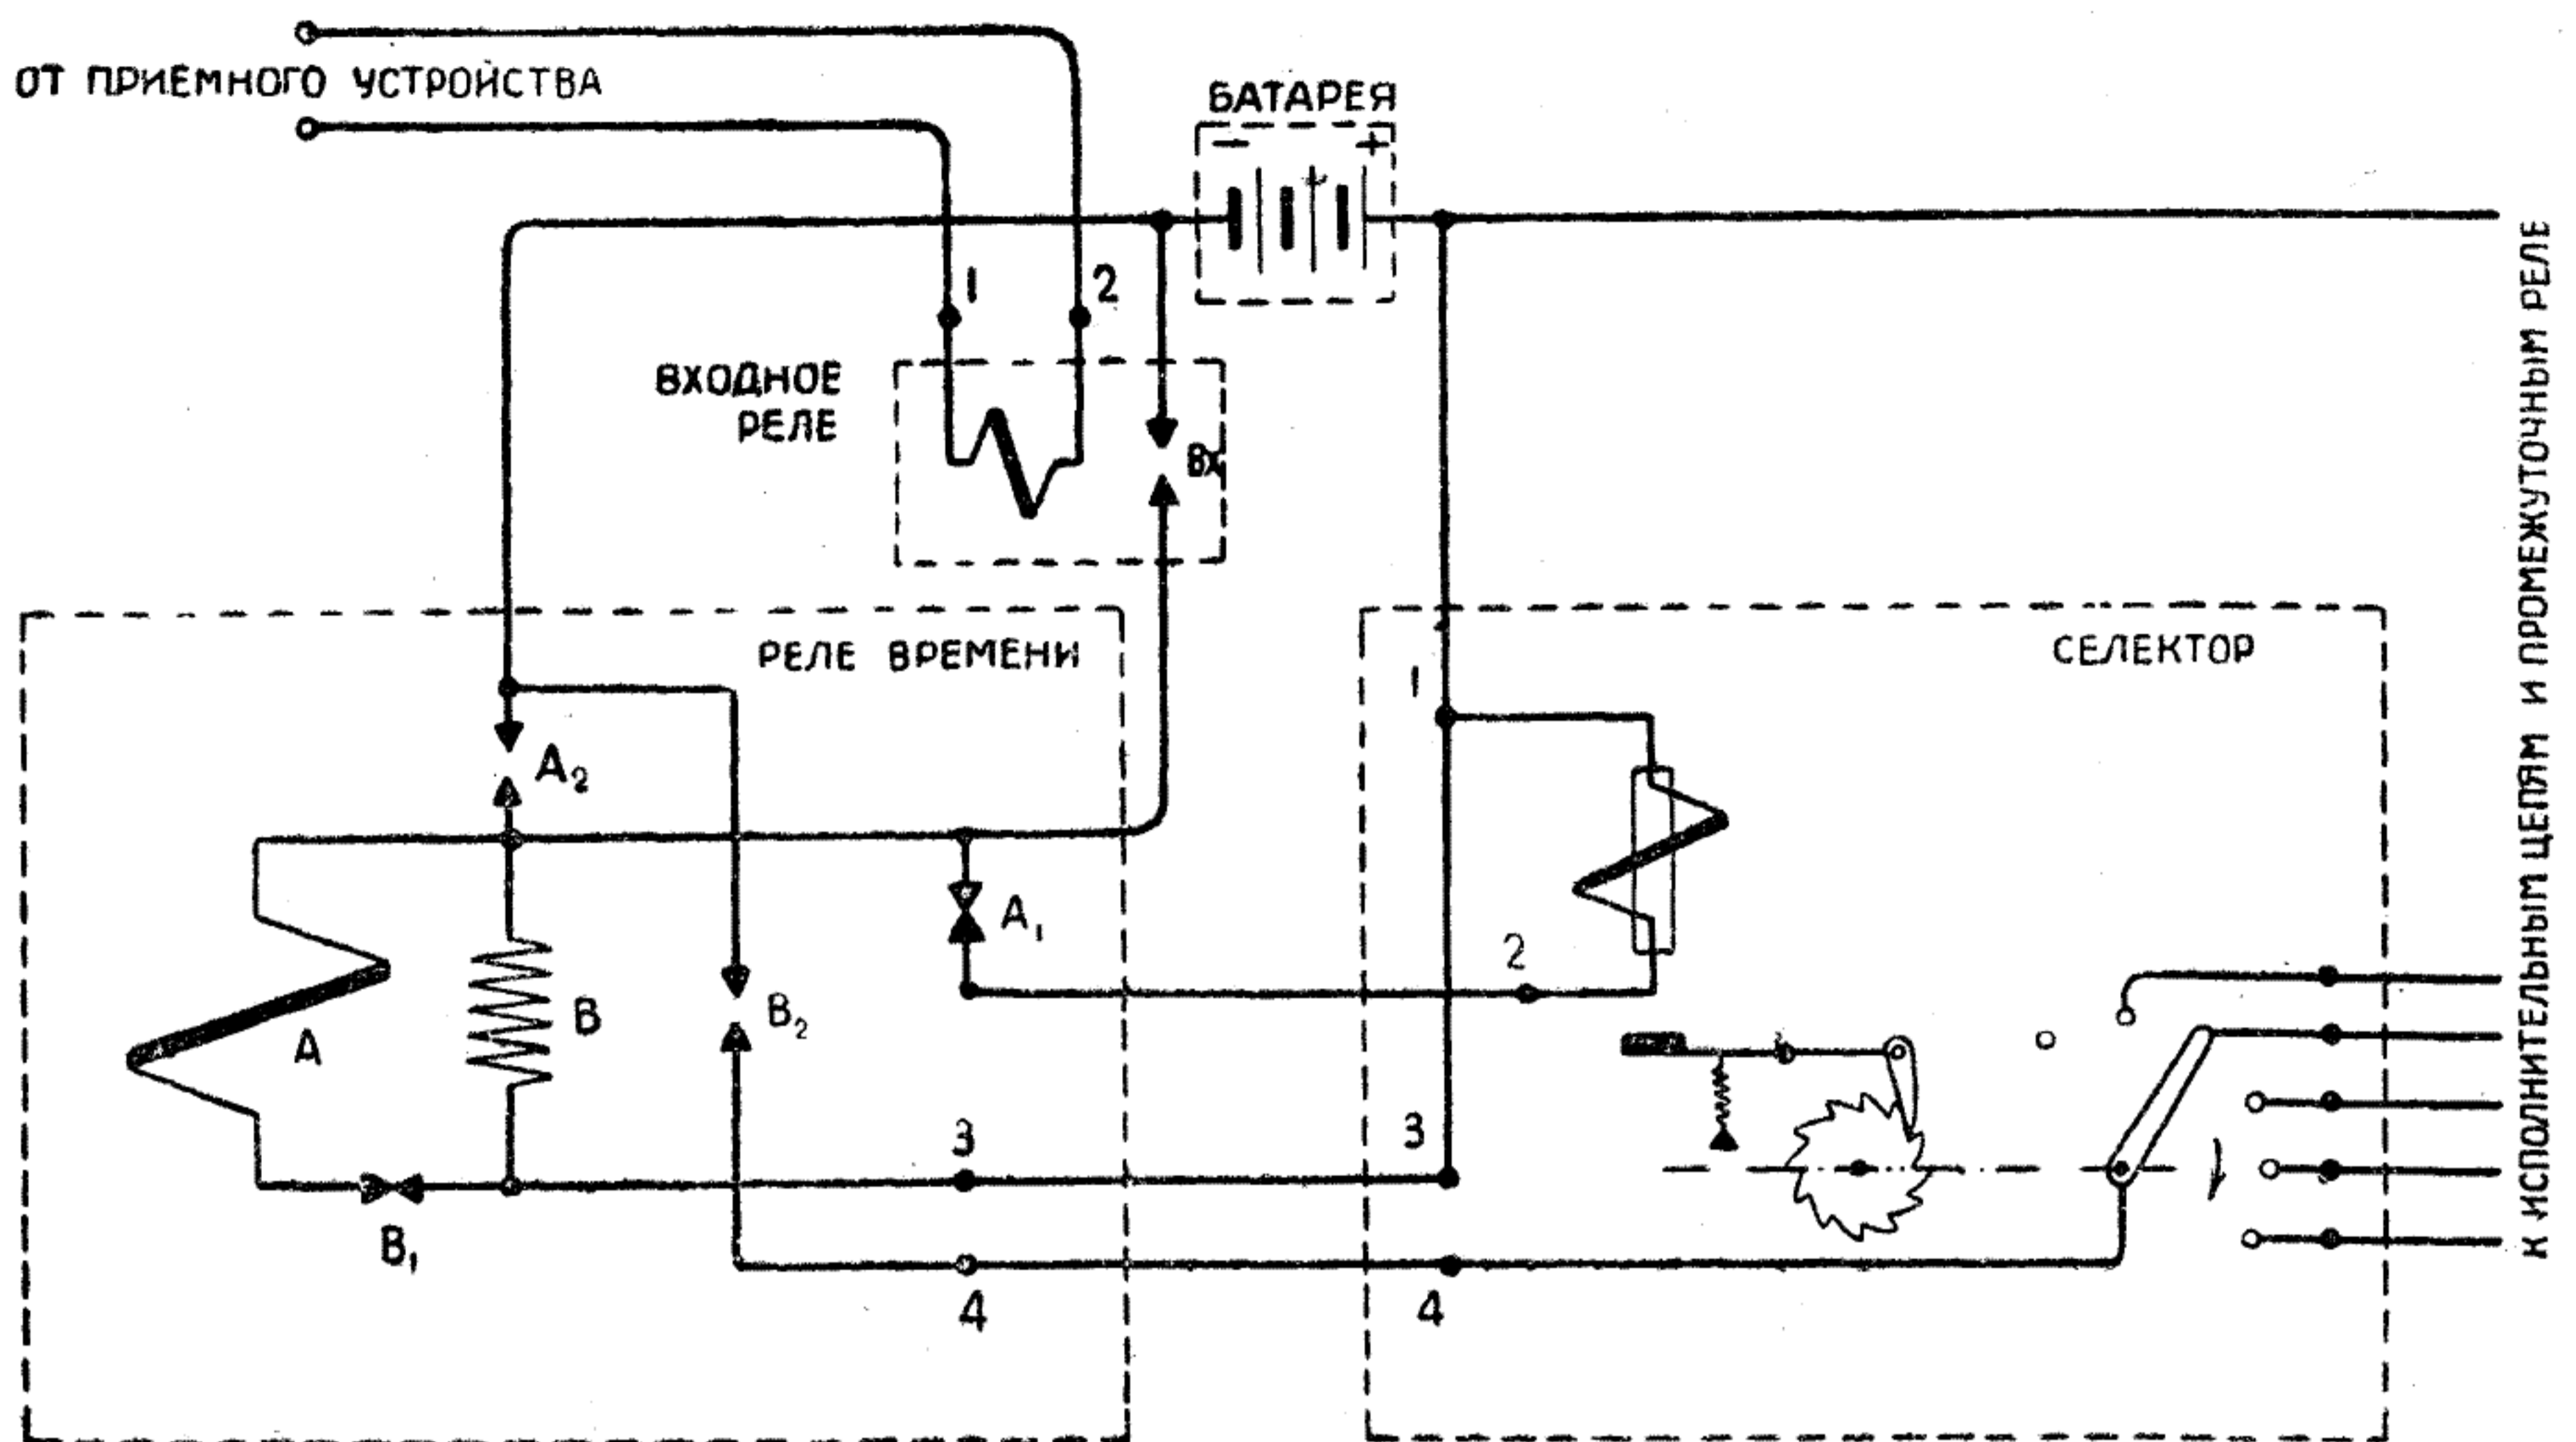 ОТ ПРИЕМНОГО УСТРОЙСТВА
БАТАРЕЯ
− +
1 2
ВХОДНОЕ
РЕЛЕ
ВХ
РЕЛЕ ВРЕМЕНИ
СЕЛЕКТОР
1
A₂
A₁
2
A
B
B₂
3
3
B₁
4
4
К ИСПОЛНИТЕЛЬНЫМ ЦЕПЯМ И ПРОМЕЖУТОЧНЫМ РЕЛЕ